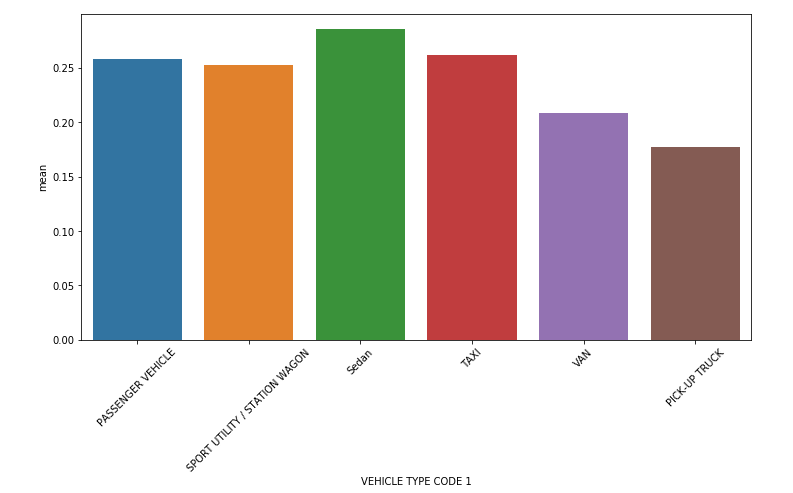 0.25
0.20
0.15
0.10
0.05
0.00
mean
PASSENGER VEHICLE
SPORT UTILITY / STATION WAGON
Sedan
TAXI
VAN
PICK-UP TRUCK
VEHICLE TYPE CODE 1